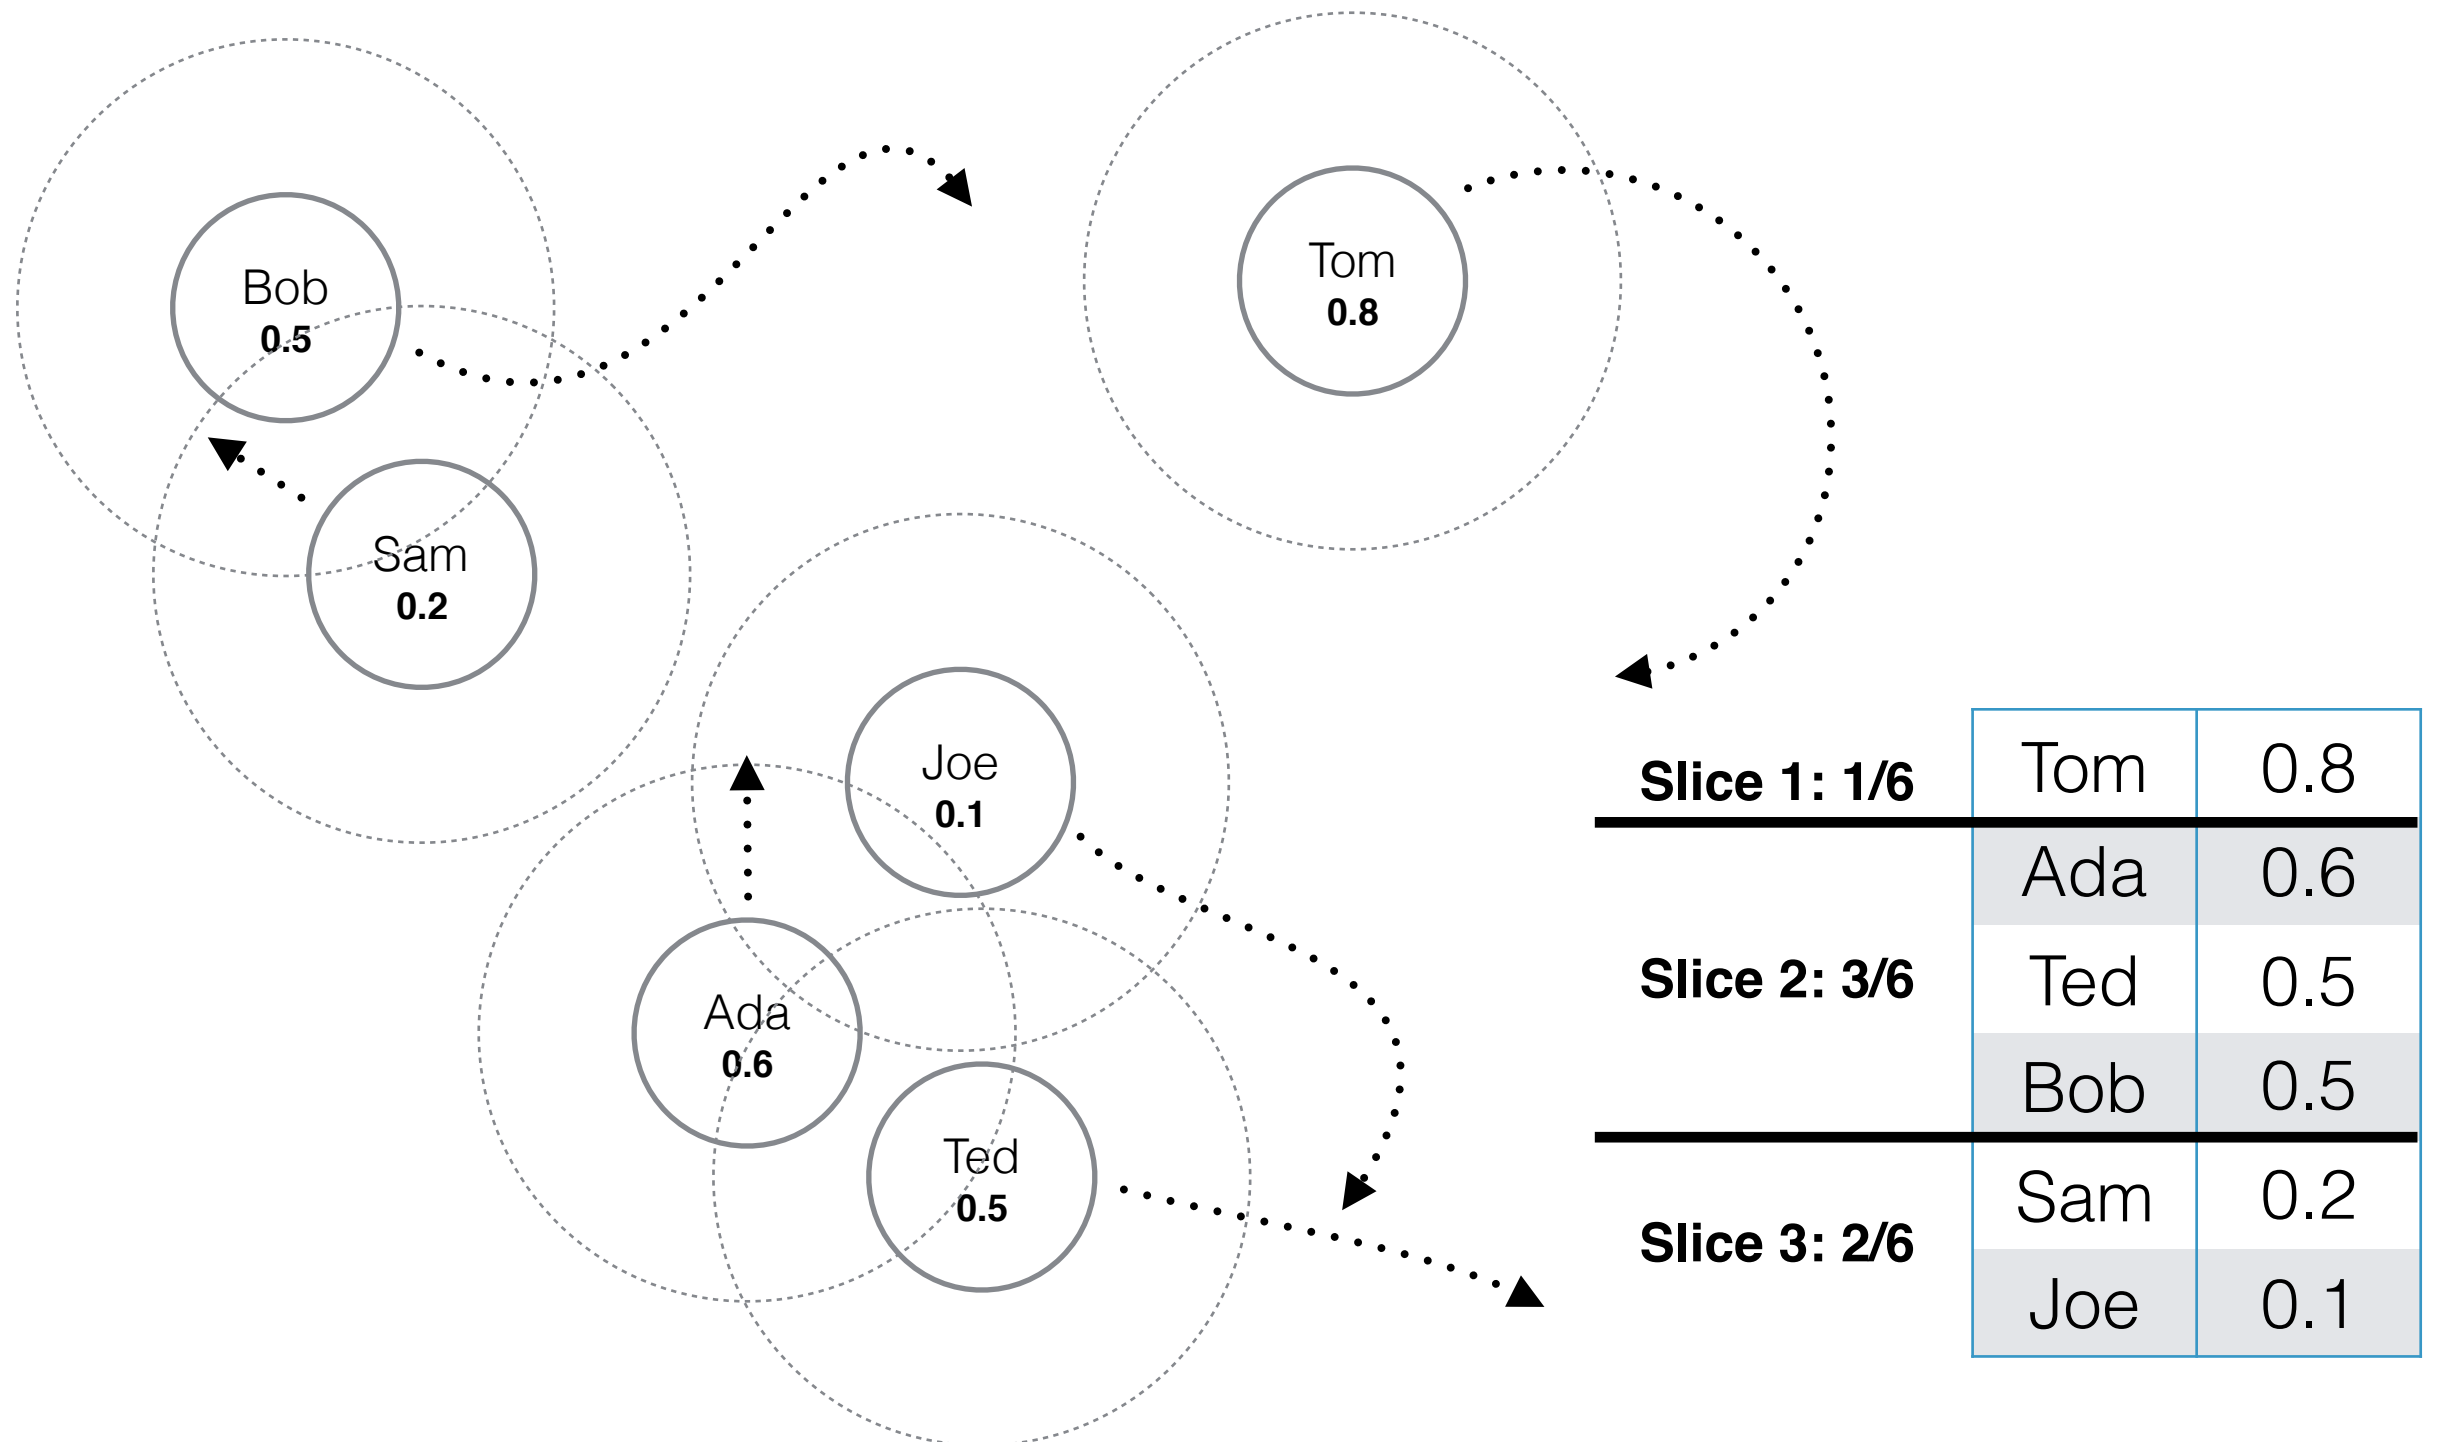 Bob
0.5
Tom
0.8
Sam
0.2
Joe
0.1
Ada
0.6
Ted
0.5
Slice 1: 1/6
Tom 0.8
Ada 0.6
Slice 2: 3/6
Ted 0.5
Bob 0.5
Sam 0.2
Slice 3: 2/6
Joe 0.1